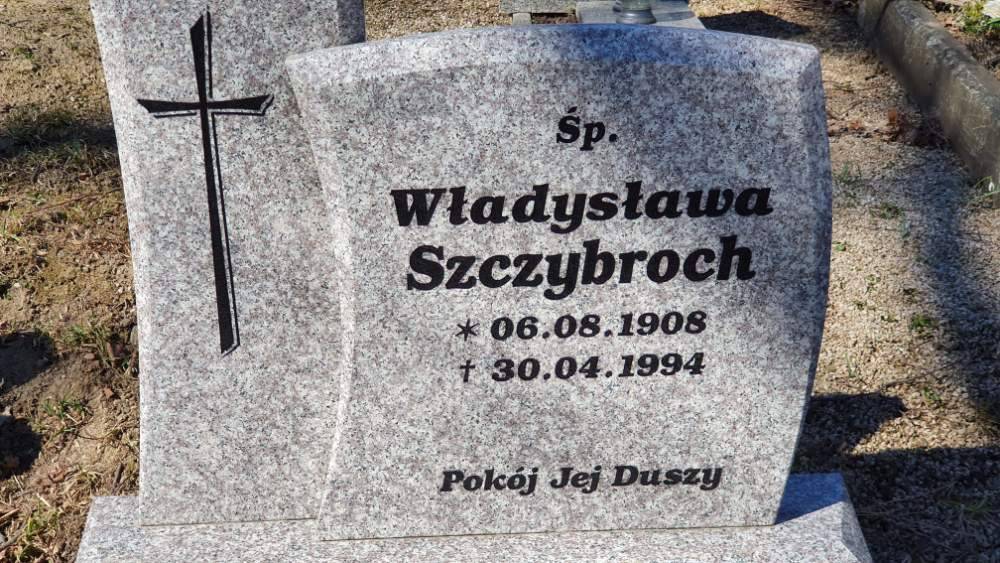 Śp.
Władysława
Szczybroch
* 06.08.1908
† 30.04.1994
Pokój Jej Duszy